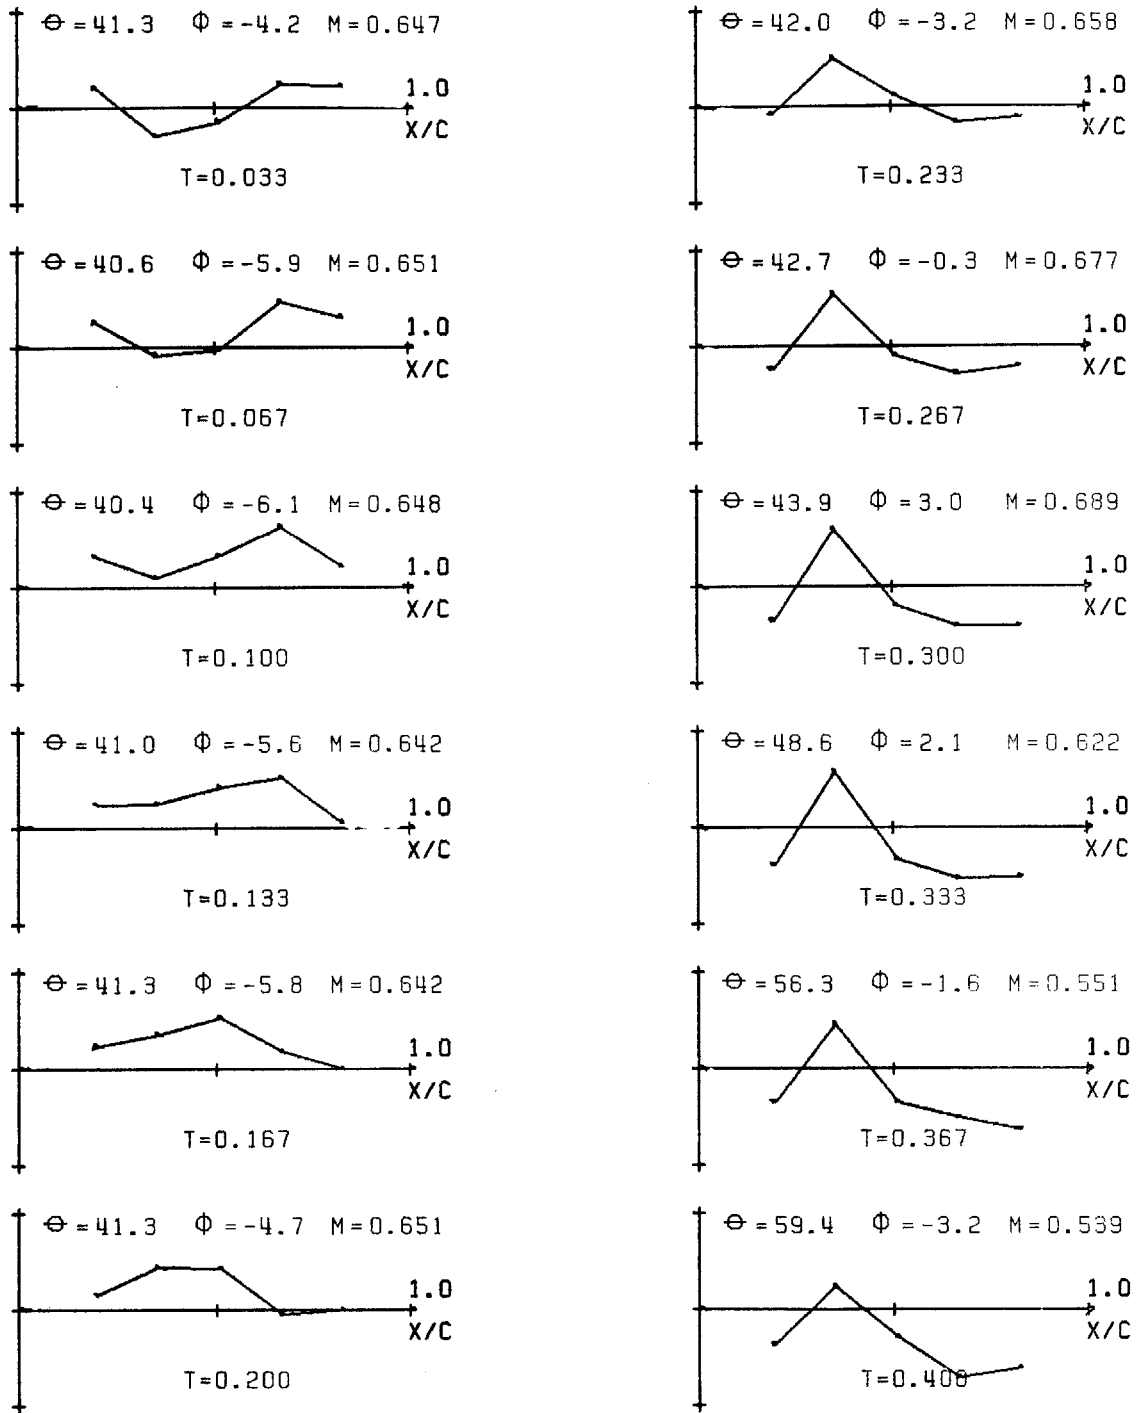 Θ=41.3 Φ=-4.2 M=0.647
1.0
X/C
T=0.033
Θ=40.6 Φ=-5.9 M=0.651
1.0
X/C
T=0.067
Θ=40.4 Φ=-6.1 M=0.648
1.0
X/C
T=0.100
Θ=41.0 Φ=-5.6 M=0.642
1.0
X/C
T=0.133
Θ=41.3 Φ=-5.8 M=0.642
1.0
X/C
T=0.167
Θ=41.3 Φ=-4.7 M=0.651
1.0
X/C
T=0.200
Θ=42.0 Φ=-3.2 M=0.658
1.0
X/C
T=0.233
Θ=42.7 Φ=-0.3 M=0.677
1.0
X/C
T=0.267
Θ=43.9 Φ=3.0 M=0.689
1.0
X/C
T=0.300
Θ=48.6 Φ=2.1 M=0.622
1.0
X/C
T=0.333
Θ=56.3 Φ=-1.6 M=0.551
1.0
X/C
T=0.367
Θ=59.4 Φ=-3.2 M=0.539
1.0
X/C
T=0.400